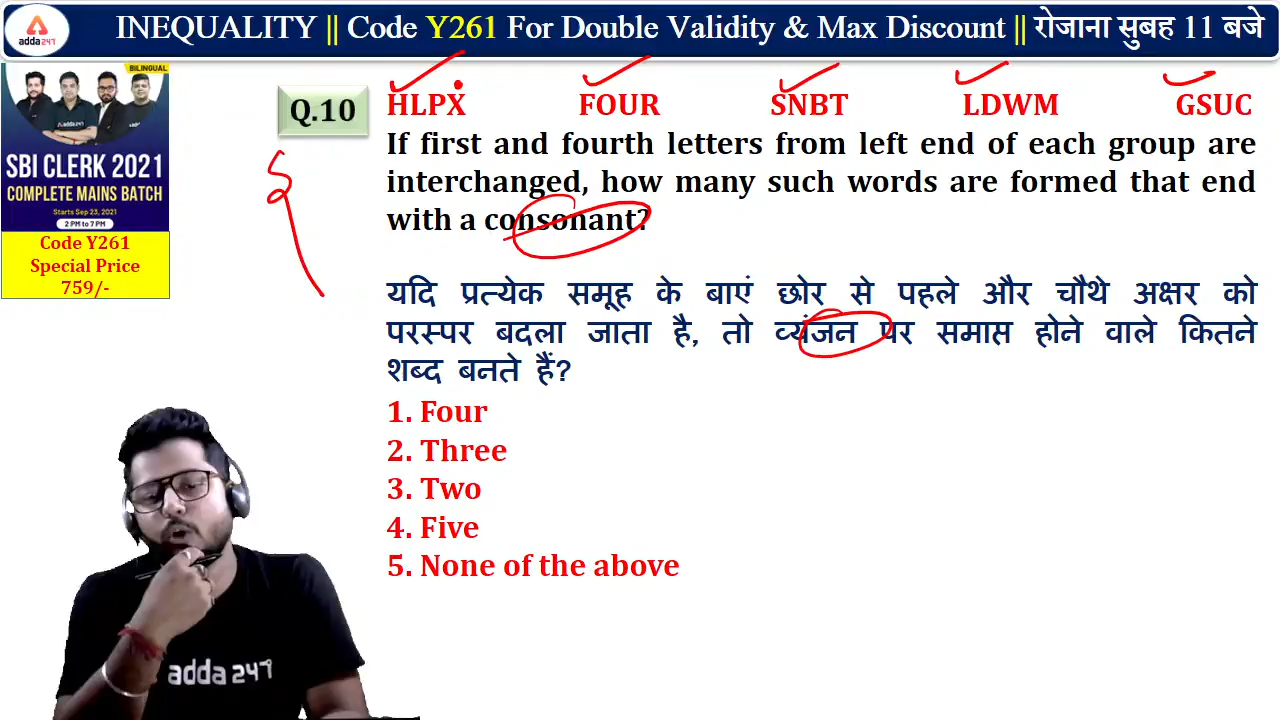 INEQUALITY || Code Y261 For Double Validity & Max Discount || रोजाना सुबह 11 बजे
adda247
BILINGUAL
SBI CLERK 2021
COMPLETE MAINS BATCH
Starts Sep 23, 2021
2 PM to 7 PM
Code Y261
Special Price
759/-
Q.10
HLPX FOUR SNBT LDWM GSUC
If first and fourth letters from left end of each group are
interchanged, how many such words are formed that end
with a consonant?
यदि प्रत्येक समूह के बाएं छोर से पहले और चौथे अक्षर को
परस्पर बदला जाता है, तो व्यंजन पर समाप्त होने वाले कितने
शब्द बनते हैं?
1. Four
2. Three
3. Two
4. Five
5. None of the above
adda 247